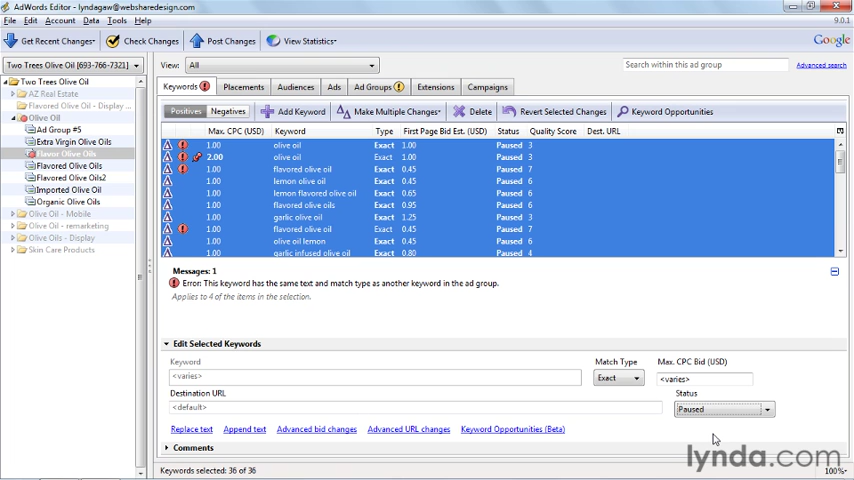 AdWords Editor - lyndagaw@websharedesign.com
File Edit Account Data Tools Help
9.0.1
Get Recent Changes Check Changes Post Changes View Statistics
Google
Two Trees Olive Oil [693-766-7321] View: All Search within this ad group Advanced search
Two Trees Olive Oil
AZ Real Estate
Flavored Olive Oil - Display ...
Olive Oil
Ad Group #5
Extra Virgin Olive Oils
Flavor Olive Oils
Flavored Olive Oils
Flavored Olive Oils2
Imported Olive Oil
Organic Olive Oils
Olive Oil - Mobile
Olive Oil - remarketing
Olive Oils - Display
Skin Care Products
Keywords Placements Audiences Ads Ad Groups Extensions Campaigns
Positives Negatives Add Keyword Make Multiple Changes Delete Revert Selected Changes Keyword Opportunities
Max. CPC (USD) Keyword Type First Page Bid Est. (USD) Status Quality Score Dest. URL
1.00 olive oil Exact 1.00 Paused 3
2.00 olive oil Exact 1.00 Paused 3
1.00 flavored olive oil Exact 0.45 Paused 7
1.00 lemon olive oil Exact 0.45 Paused 6
1.00 lemon flavored olive oil Exact 0.65 Paused 6
1.00 flavored olive oils Exact 0.95 Paused 6
1.00 garlic olive oil Exact 1.25 Paused 3
1.00 flavored olive oil Exact 0.45 Paused 7
1.00 olive oil lemon Exact 0.45 Paused 6
1.00 garlic infused olive oil Exact 0.80 Paused 4
Messages: 1
Error: This keyword has the same text and match type as another keyword in the ad group.
Applies to 4 of the items in the selection.
Edit Selected Keywords
Keyword Match Type Max. CPC Bid (USD)
<varies> Exact <varies>
Destination URL Status
<default> Paused
Replace text Append text Advanced bid changes Advanced URL changes Keyword Opportunities (Beta)
Comments
lynda.com
Keywords selected: 36 of 36 100%